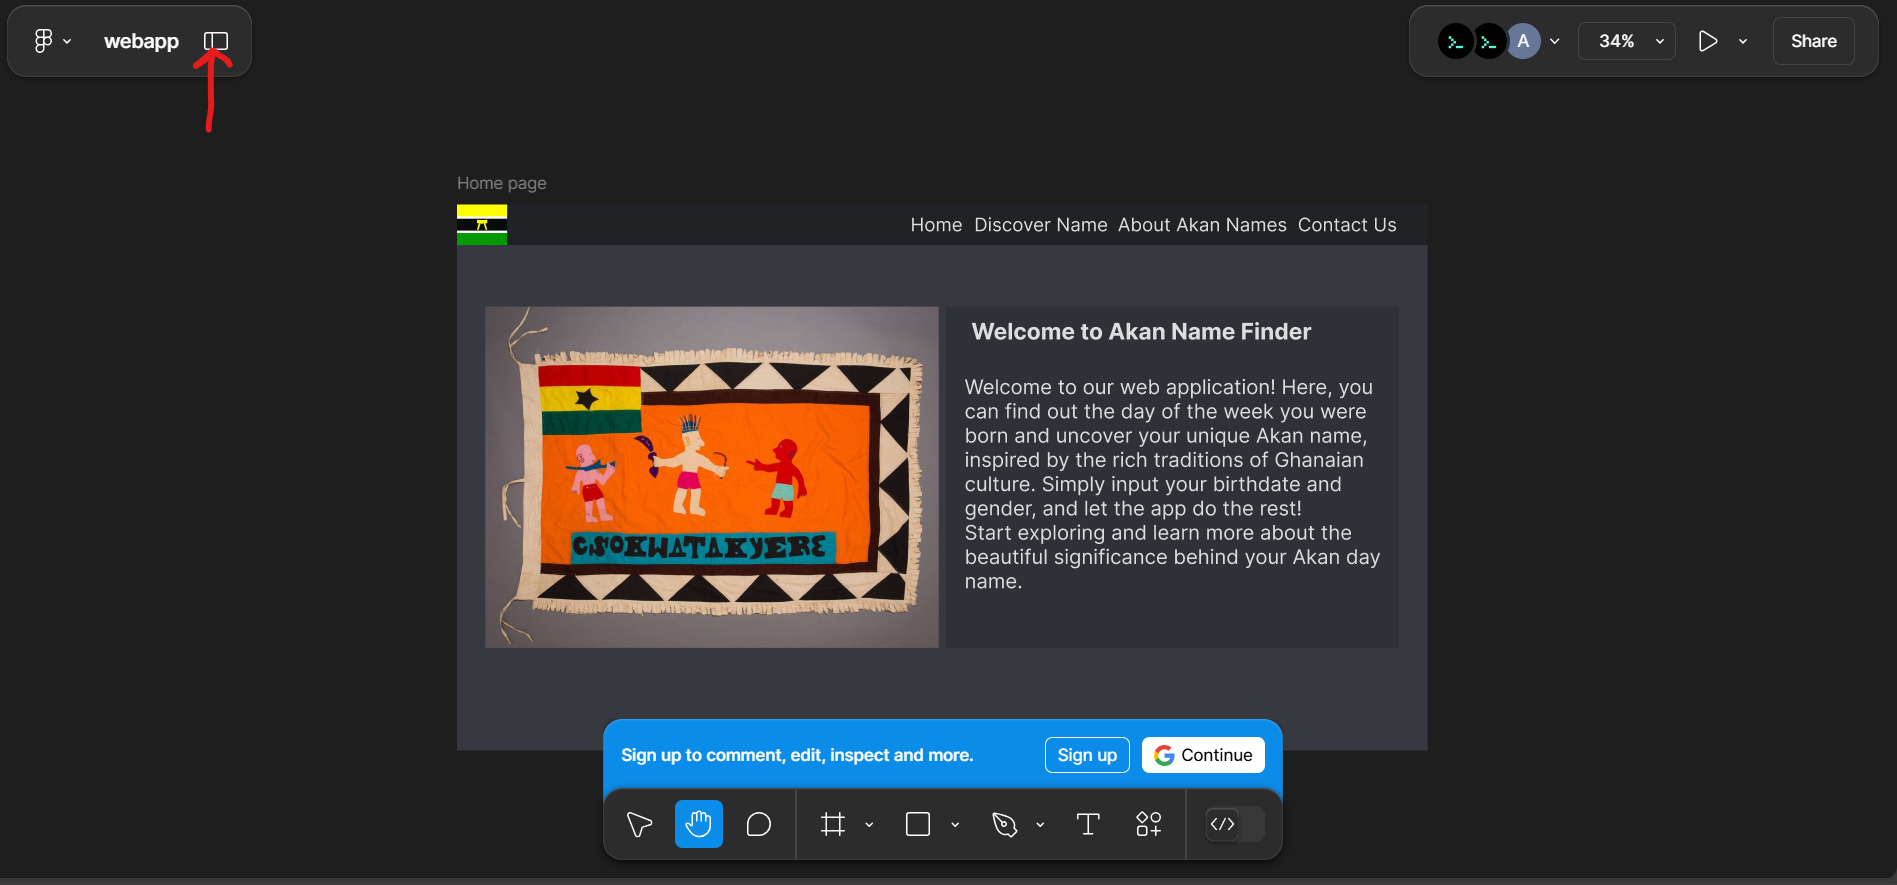 webapp
A
34%
Share
Home page
Home Discover Name About Akan Names Contact Us
Welcome to Akan Name Finder
Welcome to our web application! Here, you
can find out the day of the week you were
born and uncover your unique Akan name,
inspired by the rich traditions of Ghanaian
culture. Simply input your birthdate and
gender, and let the app do the rest!
Start exploring and learn more about the
beautiful significance behind your Akan day
name.
Sign up to comment, edit, inspect and more.
Sign up
Continue